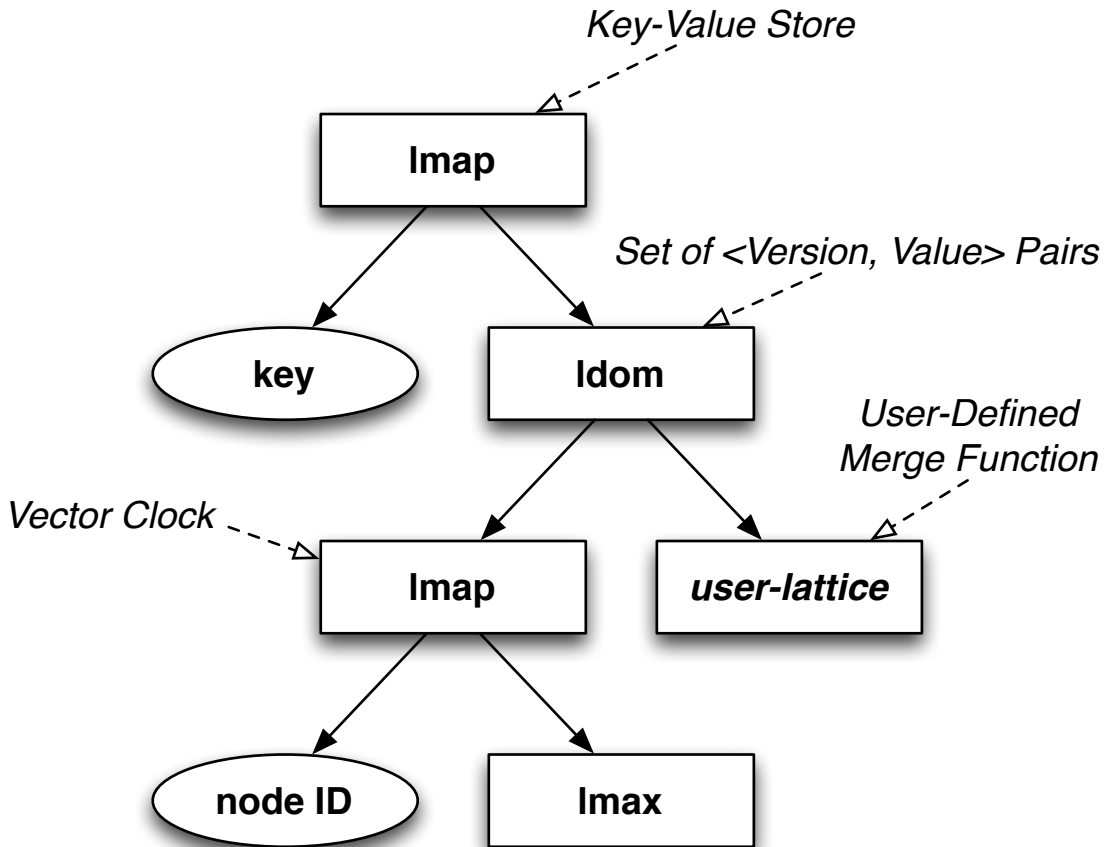 Key-Value Store
lmap
Set of <Version, Value> Pairs
key
ldom
User-Defined
Merge Function
Vector Clock
lmap
user-lattice
node ID
lmax